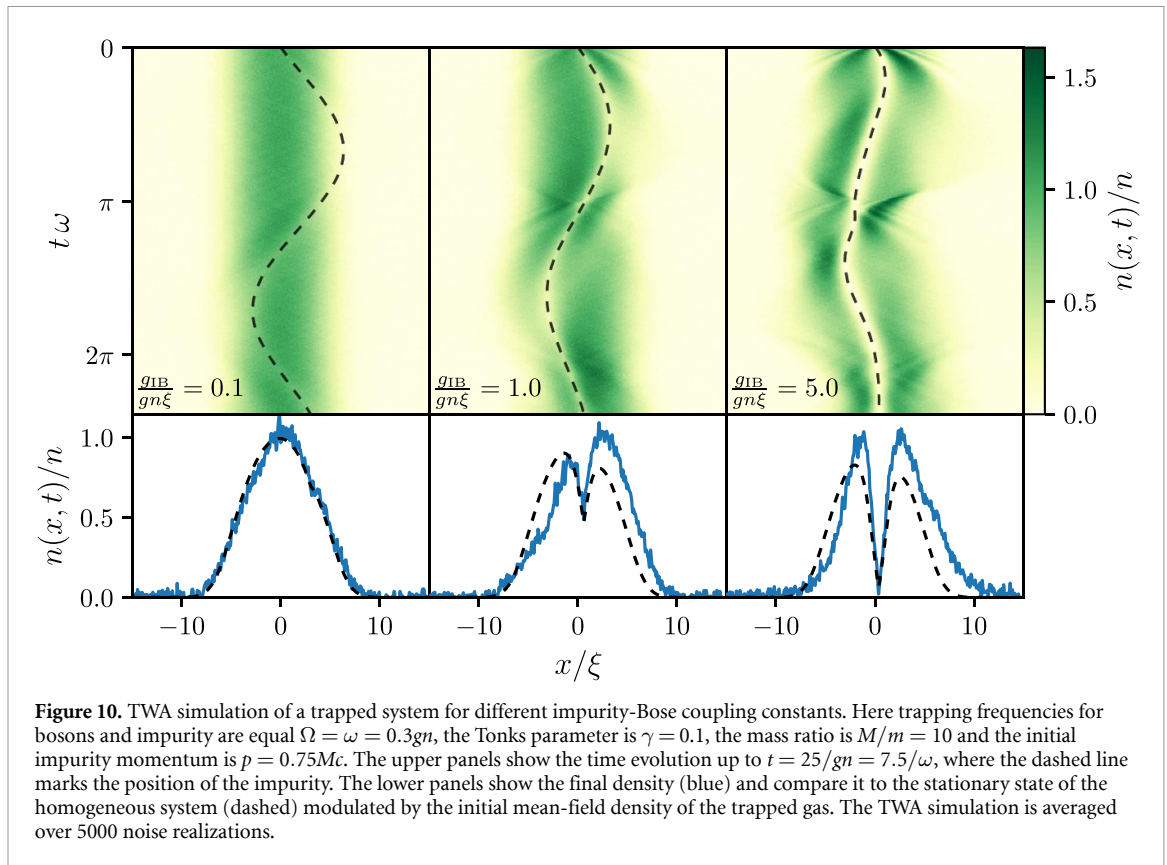 0
π
2π
tω
g_IB/gnξ = 0.1
g_IB/gnξ = 1.0
g_IB/gnξ = 5.0
1.5
1.0
0.5
0.0
n(x, t)/n
1.0
0.5
0.0
n(x, t)/n
−10 0 10 −10 0 10 −10 0 10
x/ξ
Figure 10. TWA simulation of a trapped system for different impurity-Bose coupling constants. Here trapping frequencies for
bosons and impurity are equal Ω = ω = 0.3gn, the Tonks parameter is γ = 0.1, the mass ratio is M/m = 10 and the initial
impurity momentum is p = 0.75Mc. The upper panels show the time evolution up to t = 25/gn = 7.5/ω, where the dashed line
marks the position of the impurity. The lower panels show the final density (blue) and compare it to the stationary state of the
homogeneous system (dashed) modulated by the initial mean-field density of the trapped gas. The TWA simulation is averaged
over 5000 noise realizations.